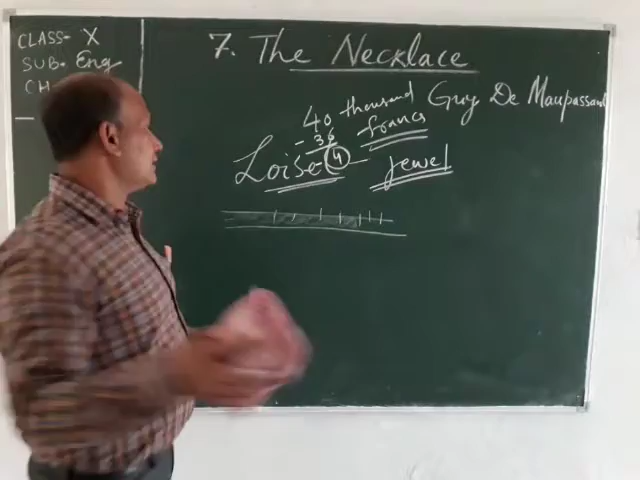 CLASS- X
SUB- Eng
CH
7. The Necklace
Guy De Maupassant
40 thousand
francs
- 36
4
Loise
Jewel